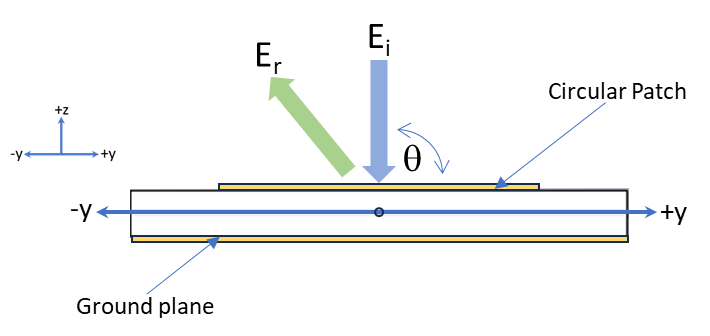 Ei
Er
Circular Patch
+z
-y
+y
θ
-y
+y
Ground plane